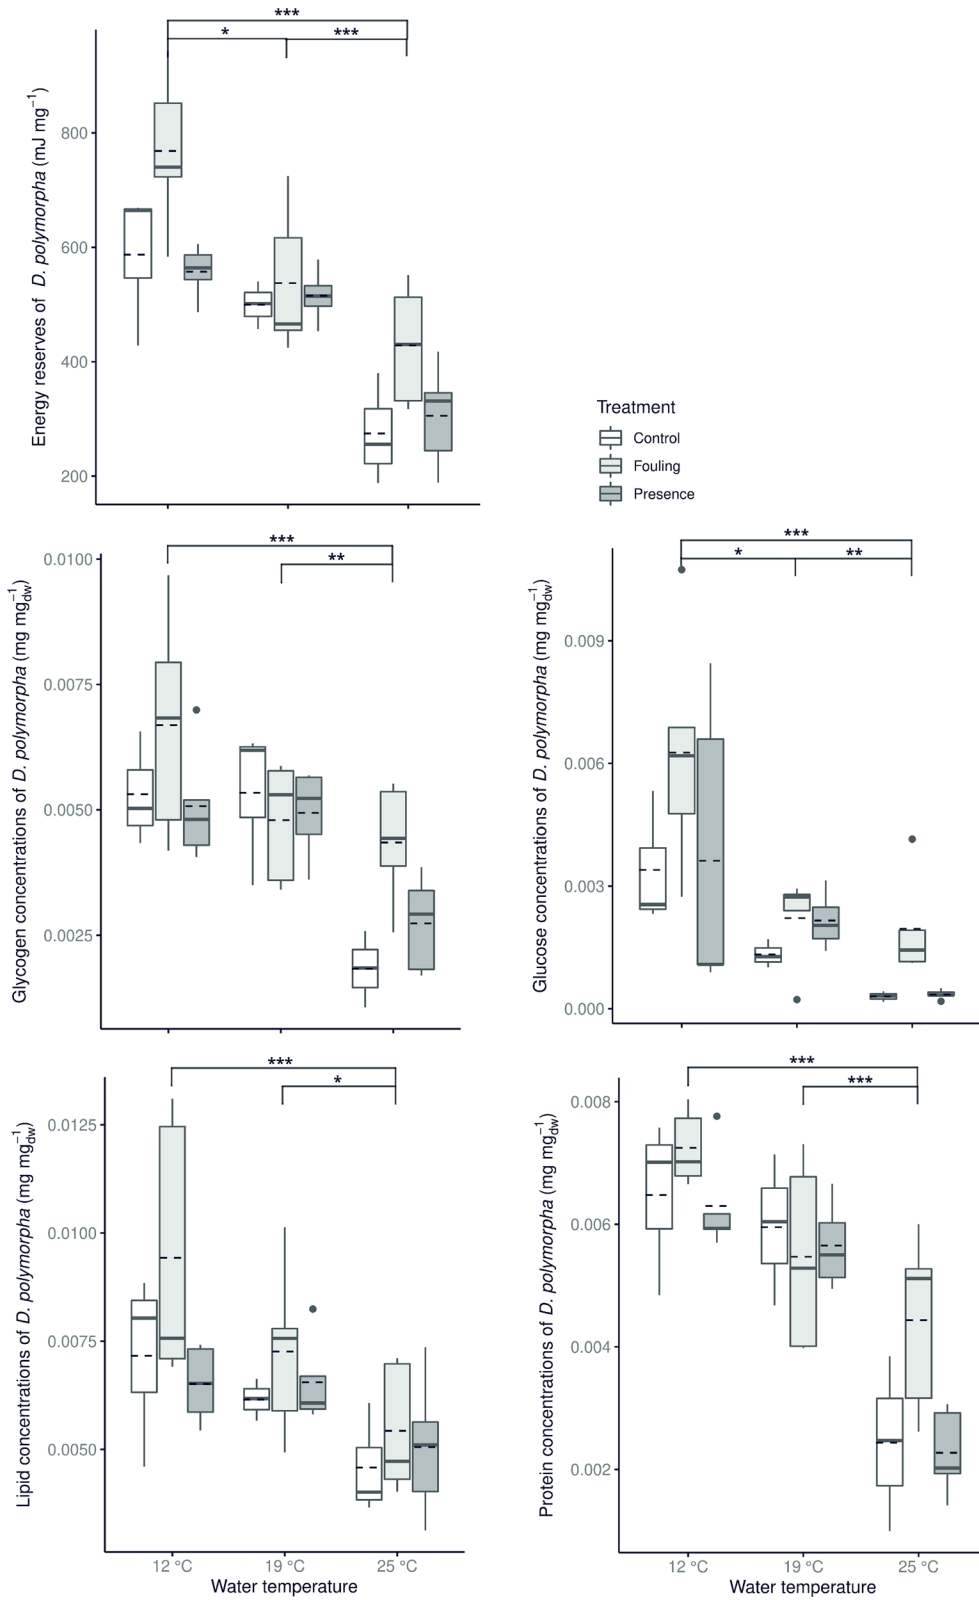 ***
* ***
Energy reserves of D. polymorpha (mJ mg−1)
800
600
400
200
Treatment
Control
Fouling
Presence
***
**
Glycogen concentrations of D. polymorpha (mg mg−1dw)
0.0100
0.0075
0.0050
0.0025
***
* **
Glucose concentrations of D. polymorpha (mg mg−1dw)
0.009
0.006
0.003
0.000
***
*
Lipid concentrations of D. polymorpha (mg mg−1dw)
0.0125
0.0100
0.0075
0.0050
12 °C 19 °C 25 °C
Water temperature
***
***
Protein concentrations of D. polymorpha (mg mg−1dw)
0.008
0.006
0.004
0.002
12 °C 19 °C 25 °C
Water temperature